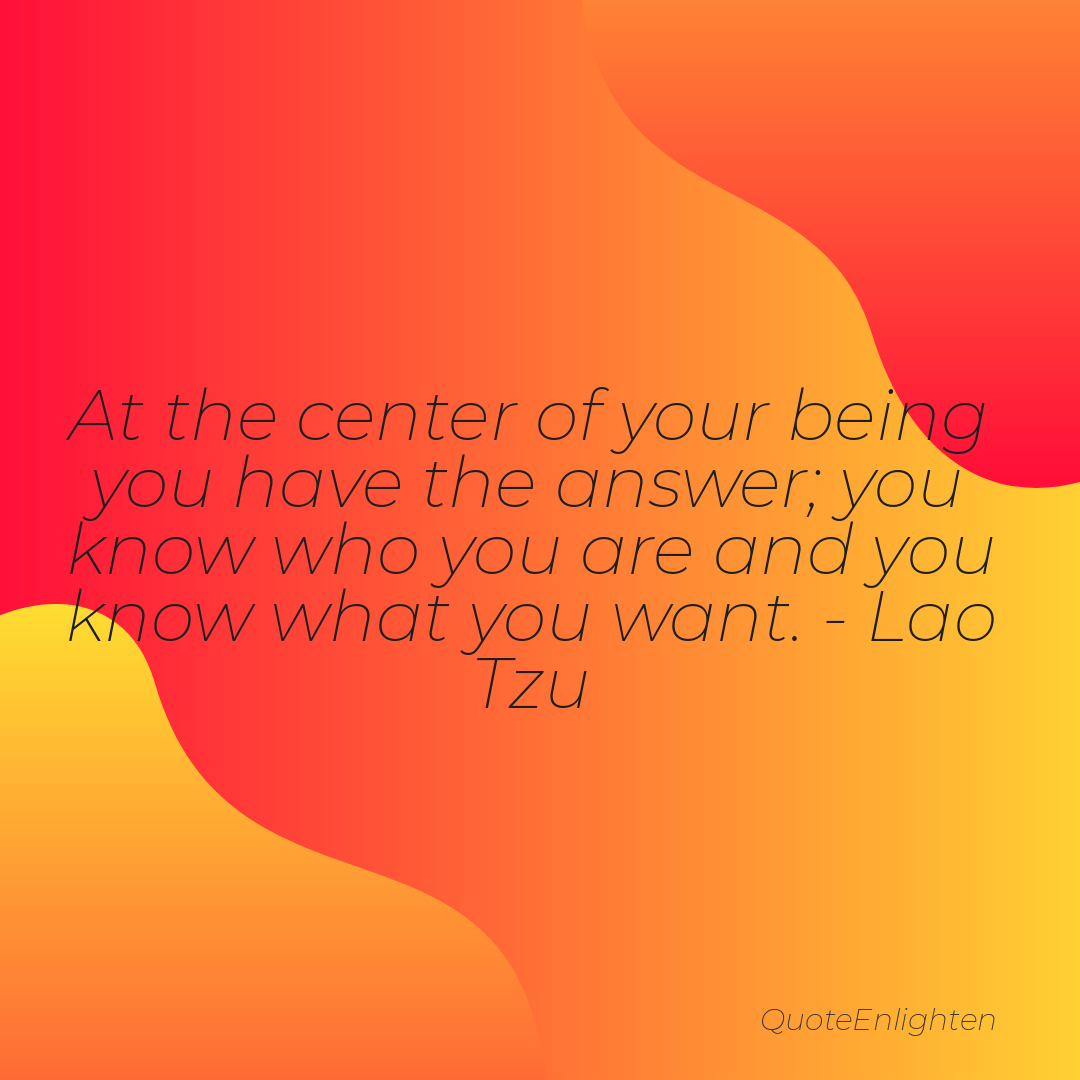 At the center of your being
you have the answer; you
know who you are and you
know what you want. - Lao
Tzu
QuoteEnlighten